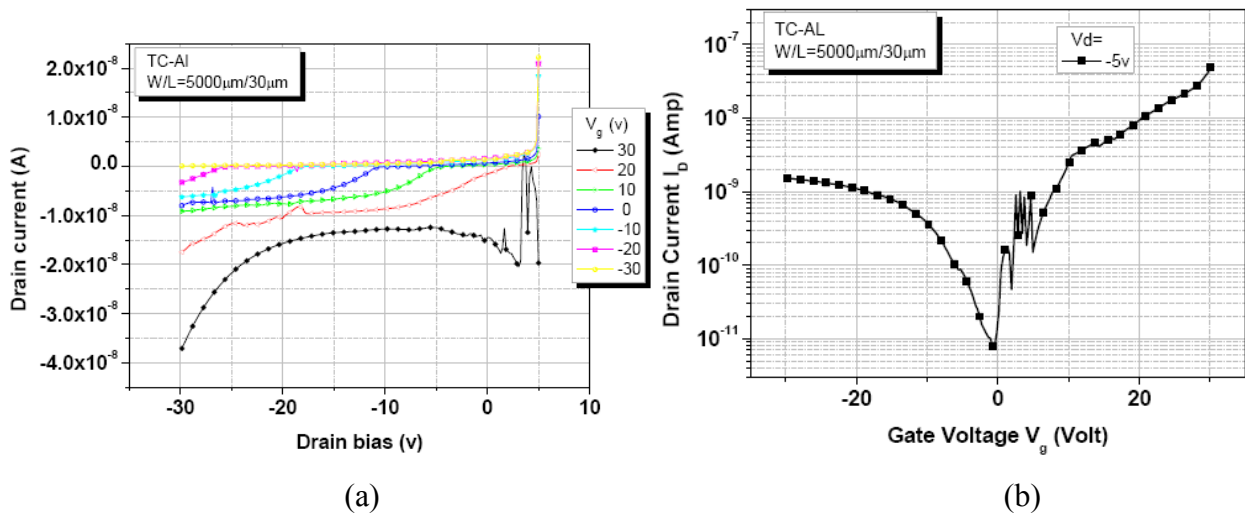 TC-Al
W/L=5000μm/30μm
2.0x10⁻⁸
1.0x10⁻⁸
0.0
-1.0x10⁻⁸
-2.0x10⁻⁸
-3.0x10⁻⁸
-4.0x10⁻⁸
Drain current (A)
-30
-20
-10
0
10
Drain bias (v)
V_g (v)
30
20
10
0
-10
-20
-30
(a)
TC-AL
W/L=5000μm/30μm
Vd=
-5v
10⁻⁷
10⁻⁸
10⁻⁹
10⁻¹⁰
10⁻¹¹
Drain Current I_D (Amp)
-20
0
20
Gate Voltage V_g (Volt)
(b)